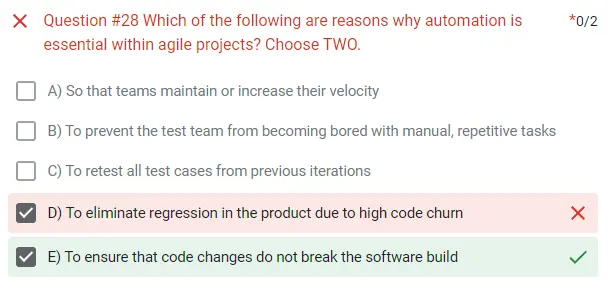 Question #28 Which of the following are reasons why automation is *0/2
essential within agile projects? Choose TWO.
A) So that teams maintain or increase their velocity
B) To prevent the test team from becoming bored with manual, repetitive tasks
C) To retest all test cases from previous iterations
D) To eliminate regression in the product due to high code churn
E) To ensure that code changes do not break the software build